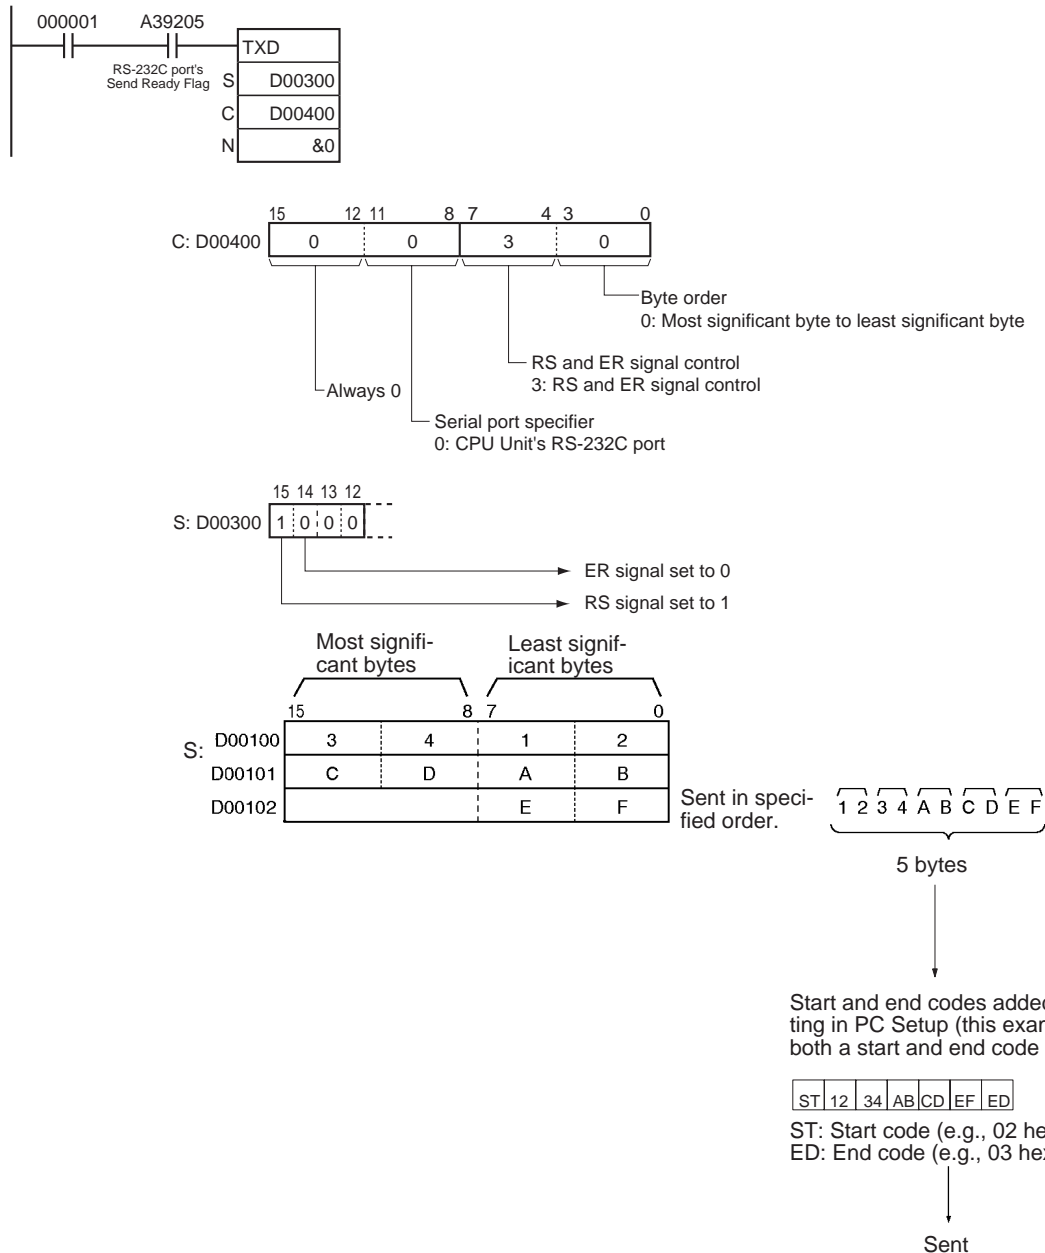 000001 A39205
TXD
RS-232C port's
Send Ready Flag
S D00300
C D00400
N &0
15 12 11 8 7 4 3 0
C: D00400 0 0 3 0
Byte order
0: Most significant byte to least significant byte
RS and ER signal control
3: RS and ER signal control
Always 0
Serial port specifier
0: CPU Unit's RS-232C port
15 14 13 12
S: D00300 1 0 0 0
ER signal set to 0
RS signal set to 1
Most signifi-
cant bytes
Least signif-
icant bytes
15 8 7 0
S: D00100 3 4 1 2
D00101 C D A B
D00102 E F
Sent in speci-
fied order.
1 2 3 4 A B C D E F
5 bytes
Start and end codes added
ting in PC Setup (this exam
both a start and end code
ST 12 34 AB CD EF ED
ST: Start code (e.g., 02 he
ED: End code (e.g., 03 hex
Sent